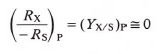 (R_X / -R_S)_P = (Y_X/S)_P ≅ 0